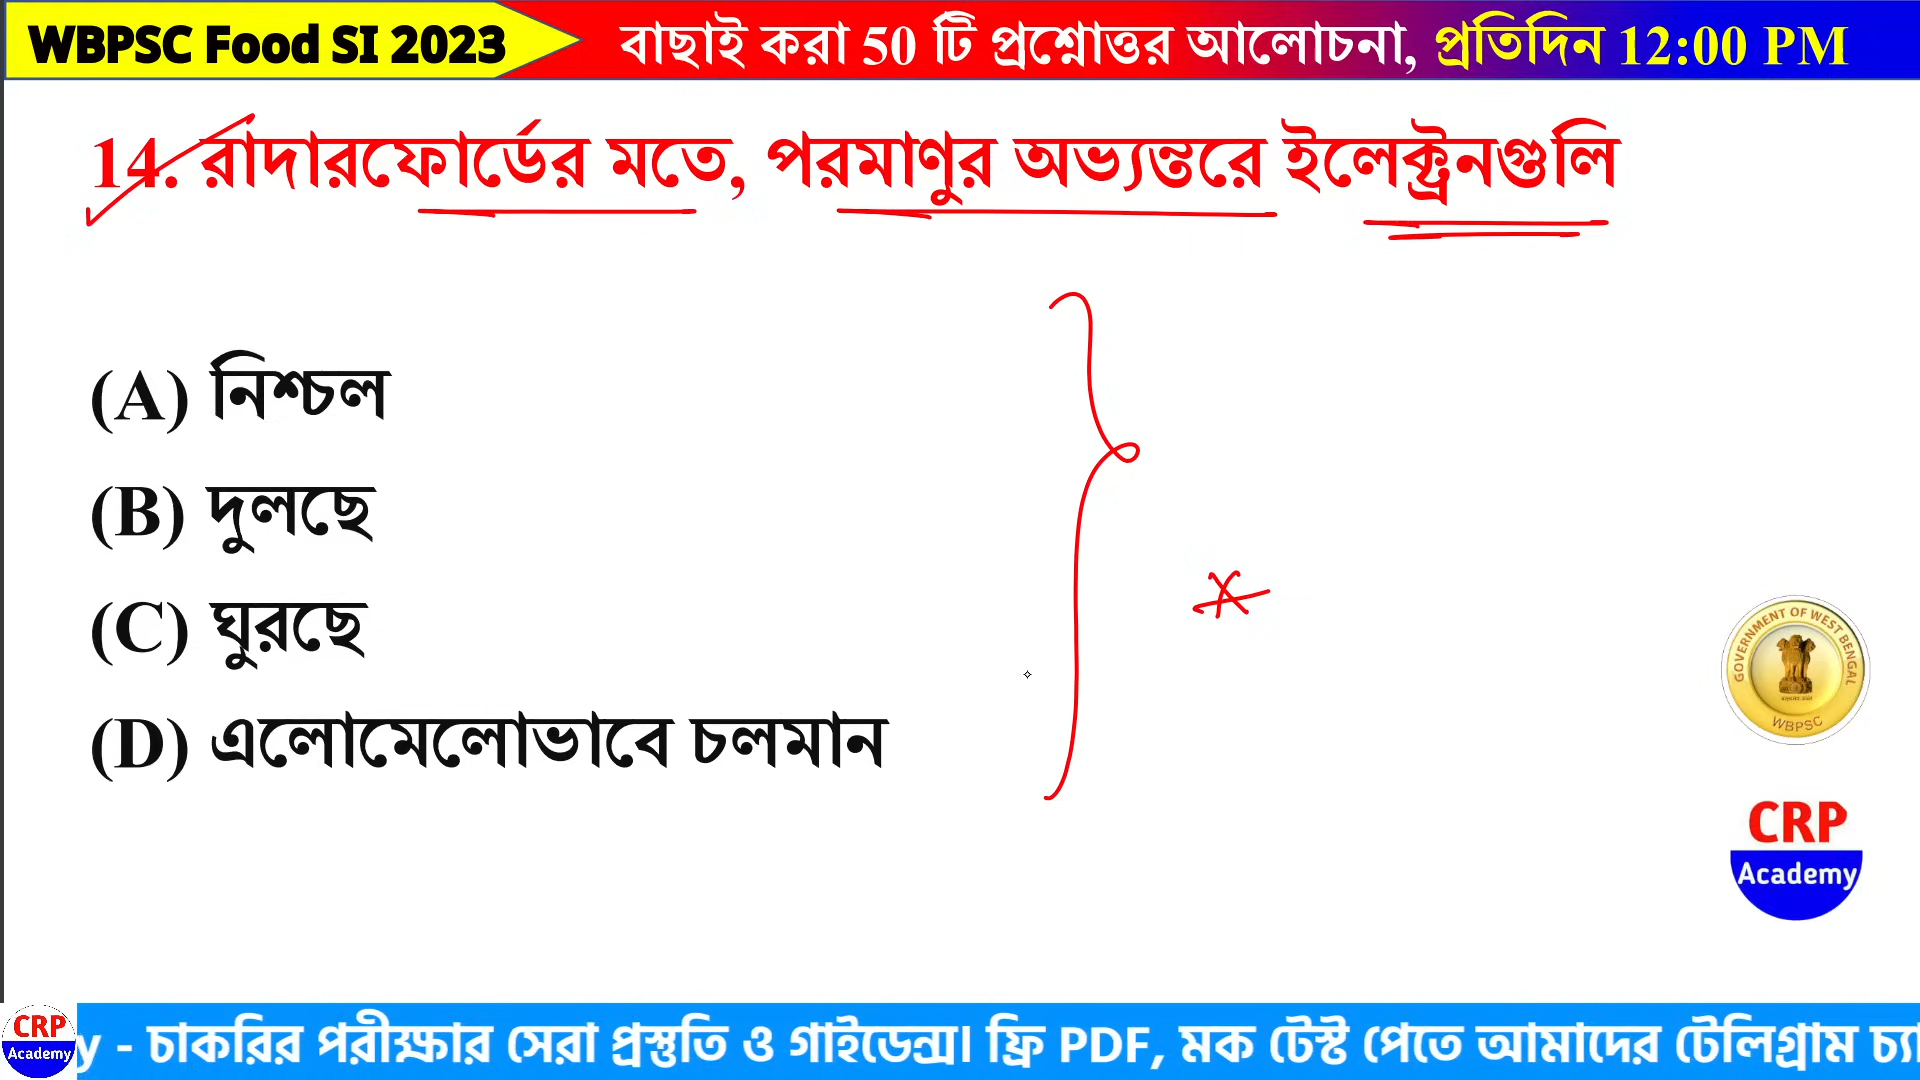 WBPSC Food SI 2023
বাছাই করা 50 টি প্রশ্নোত্তর আলোচনা, প্রতিদিন 12:00 PM
14. রাদারফোর্ডের মতে, পরমাণুর অভ্যন্তরে ইলেক্ট্রনগুলি
(A) নিশ্চল
(B) দুলছে
(C) ঘুরছে
(D) এলোমেলোভাবে চলমান
GOVERNMENT OF WEST BENGAL
WBPSC
CRP
Academy
CRP
Academy
y - চাকরির পরীক্ষার সেরা প্রস্তুতি ও গাইডেন্স। ফ্রি PDF, মক টেস্ট পেতে আমাদের টেলিগ্রাম চ্যা